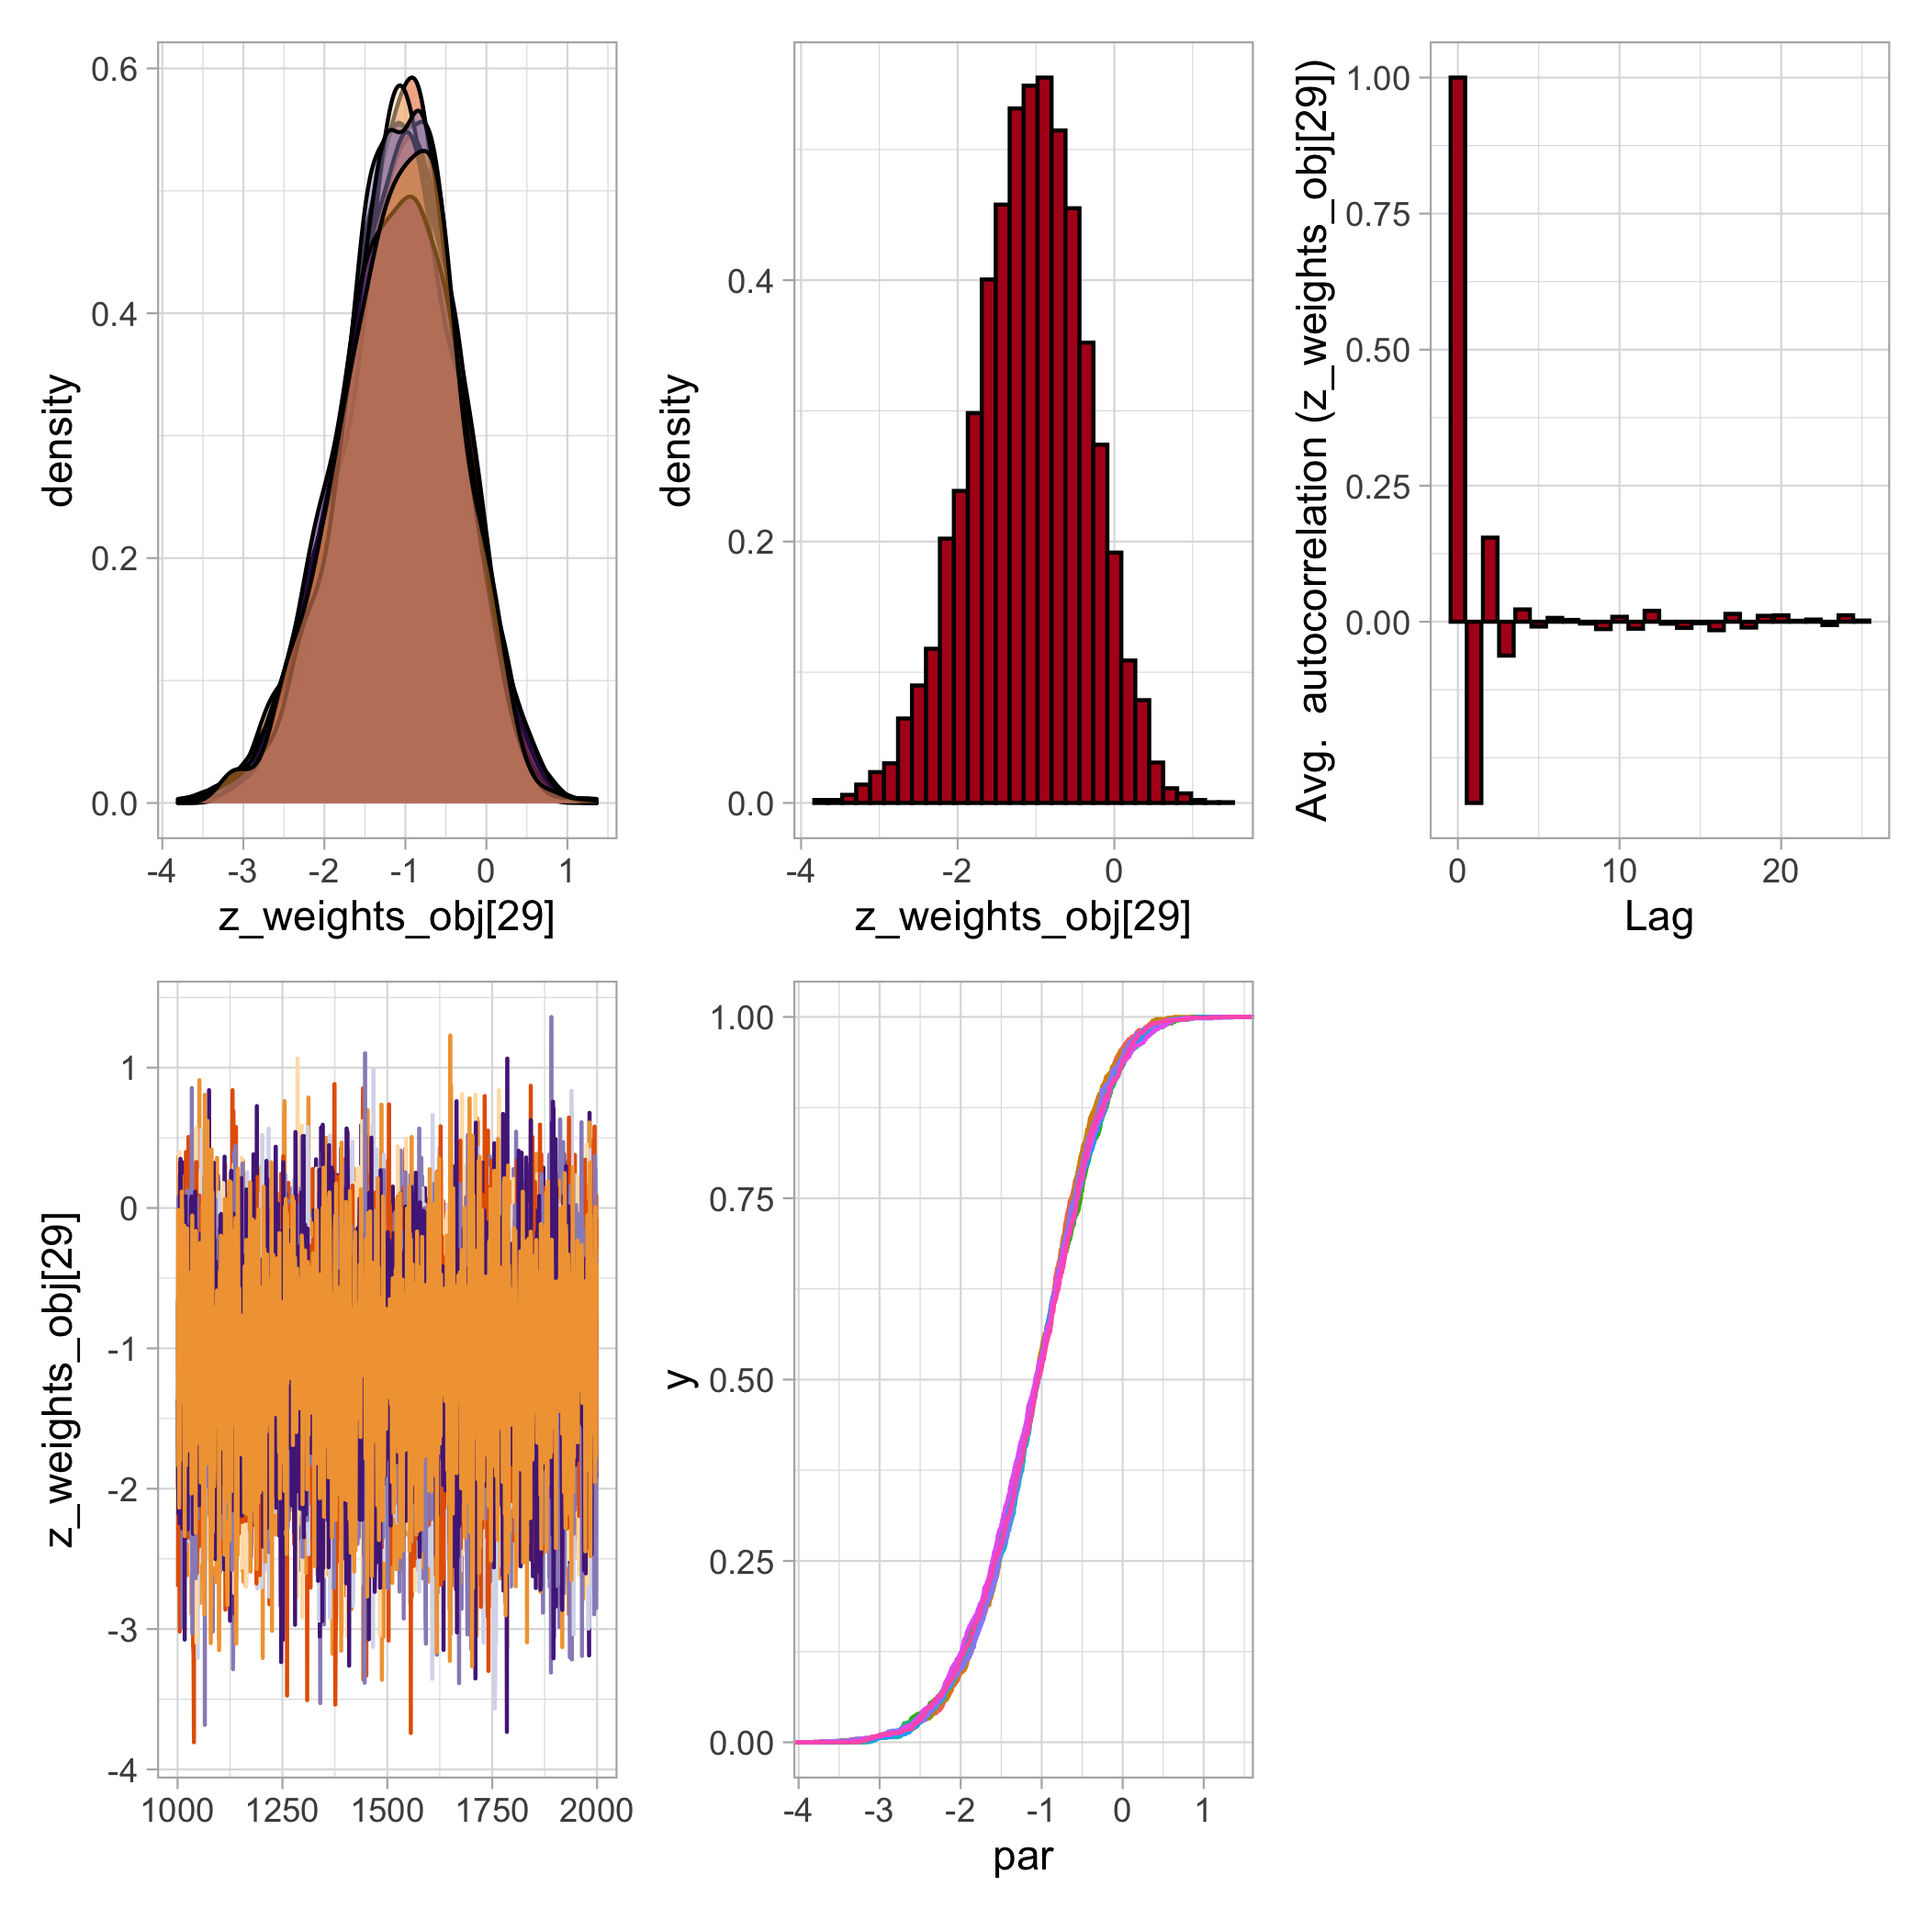 0.6
0.4
0.2
0.0
density
-4 -3 -2 -1 0 1
z_weights_obj[29]
0.4
0.2
0.0
density
-4 -2 0
z_weights_obj[29]
1.00
0.75
0.50
0.25
0.00
Avg. autocorrelation (z_weights_obj[29])
0 10 20
Lag
1
0
-1
-2
-3
-4
z_weights_obj[29]
1000 1250 1500 1750 2000
1.00
0.75
0.50
0.25
0.00
y
-4 -3 -2 -1 0 1
par